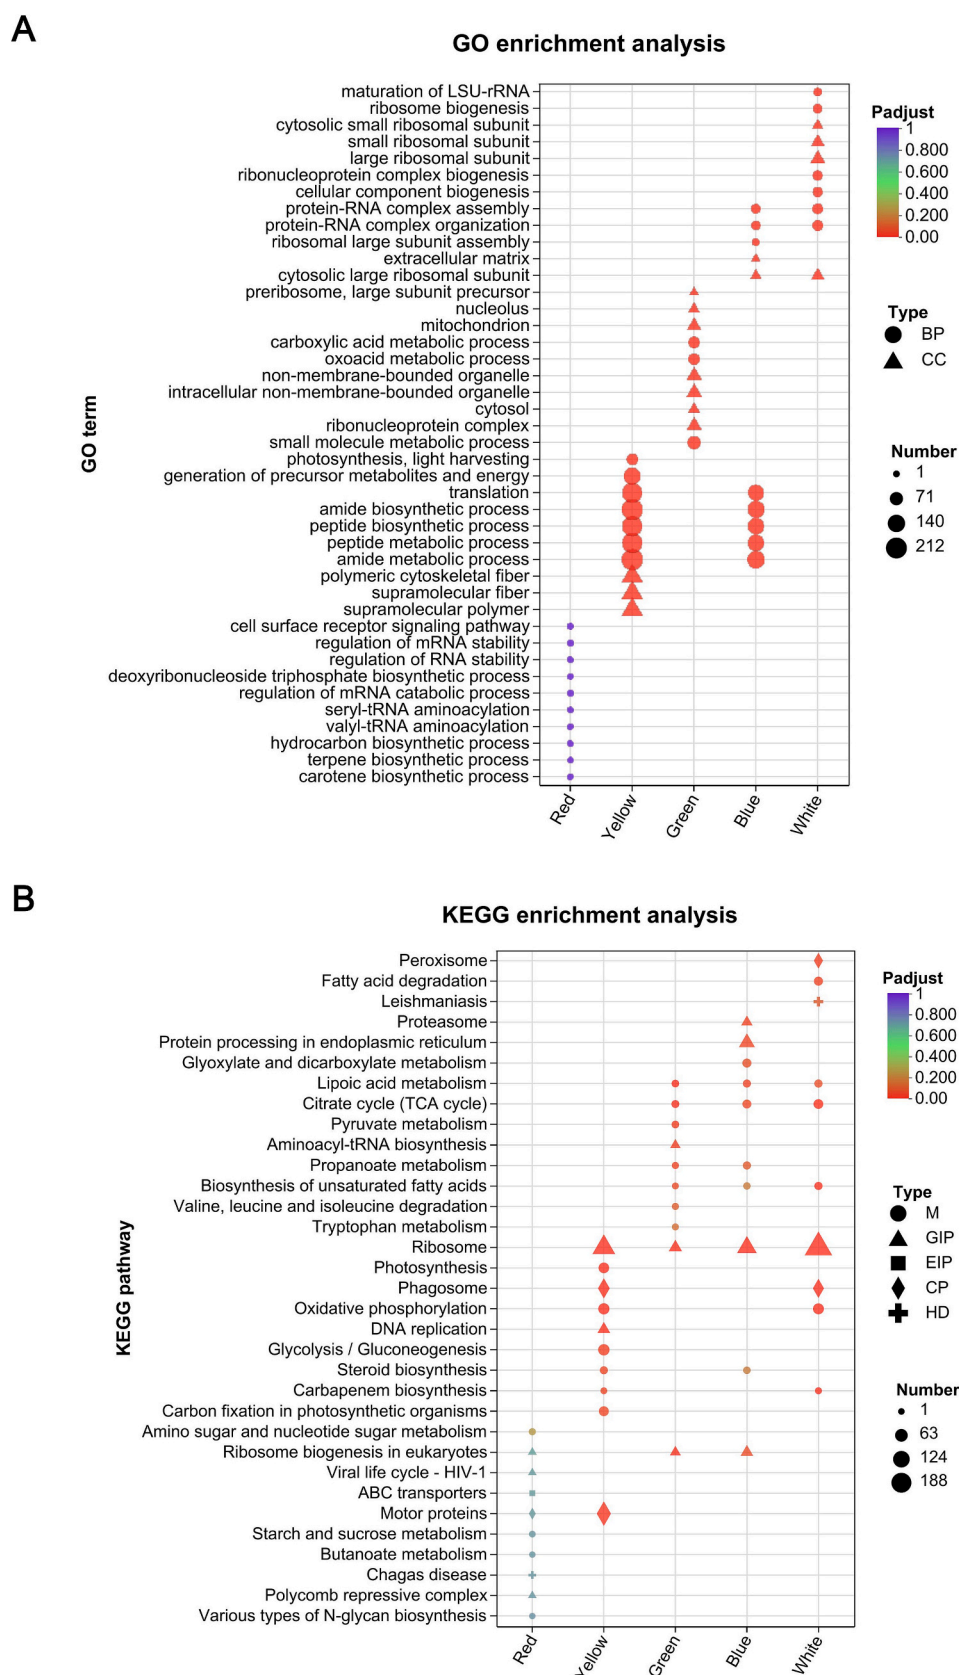 A
GO enrichment analysis
GO term
maturation of LSU-rRNA
ribosome biogenesis
cytosolic small ribosomal subunit
small ribosomal subunit
large ribosomal subunit
ribonucleoprotein complex biogenesis
cellular component biogenesis
protein-RNA complex assembly
protein-RNA complex organization
ribosomal large subunit assembly
extracellular matrix
cytosolic large ribosomal subunit
preribosome, large subunit precursor
nucleolus
mitochondrion
carboxylic acid metabolic process
oxoacid metabolic process
non-membrane-bounded organelle
intracellular non-membrane-bounded organelle
cytosol
ribonucleoprotein complex
small molecule metabolic process
photosynthesis, light harvesting
generation of precursor metabolites and energy
translation
amide biosynthetic process
peptide biosynthetic process
peptide metabolic process
amide metabolic process
polymeric cytoskeletal fiber
supramolecular fiber
supramolecular polymer
cell surface receptor signaling pathway
regulation of mRNA stability
regulation of RNA stability
deoxyribonucleoside triphosphate biosynthetic process
regulation of mRNA catabolic process
seryl-tRNA aminoacylation
valyl-tRNA aminoacylation
hydrocarbon biosynthetic process
terpene biosynthetic process
carotene biosynthetic process
Red
Yellow
Green
Blue
White
Padjust
1
0.800
0.600
0.400
0.200
0.00
Type
BP
CC
Number
1
71
140
212
B
KEGG enrichment analysis
KEGG pathway
Peroxisome
Fatty acid degradation
Leishmaniasis
Proteasome
Protein processing in endoplasmic reticulum
Glyoxylate and dicarboxylate metabolism
Lipoic acid metabolism
Citrate cycle (TCA cycle)
Pyruvate metabolism
Aminoacyl-tRNA biosynthesis
Propanoate metabolism
Biosynthesis of unsaturated fatty acids
Valine, leucine and isoleucine degradation
Tryptophan metabolism
Ribosome
Photosynthesis
Phagosome
Oxidative phosphorylation
DNA replication
Glycolysis / Gluconeogenesis
Steroid biosynthesis
Carbapenem biosynthesis
Carbon fixation in photosynthetic organisms
Amino sugar and nucleotide sugar metabolism
Ribosome biogenesis in eukaryotes
Viral life cycle - HIV-1
ABC transporters
Motor proteins
Starch and sucrose metabolism
Butanoate metabolism
Chagas disease
Polycomb repressive complex
Various types of N-glycan biosynthesis
Red
Yellow
Green
Blue
White
Padjust
1
0.800
0.600
0.400
0.200
0.00
Type
M
GIP
EIP
CP
HD
Number
1
63
124
188